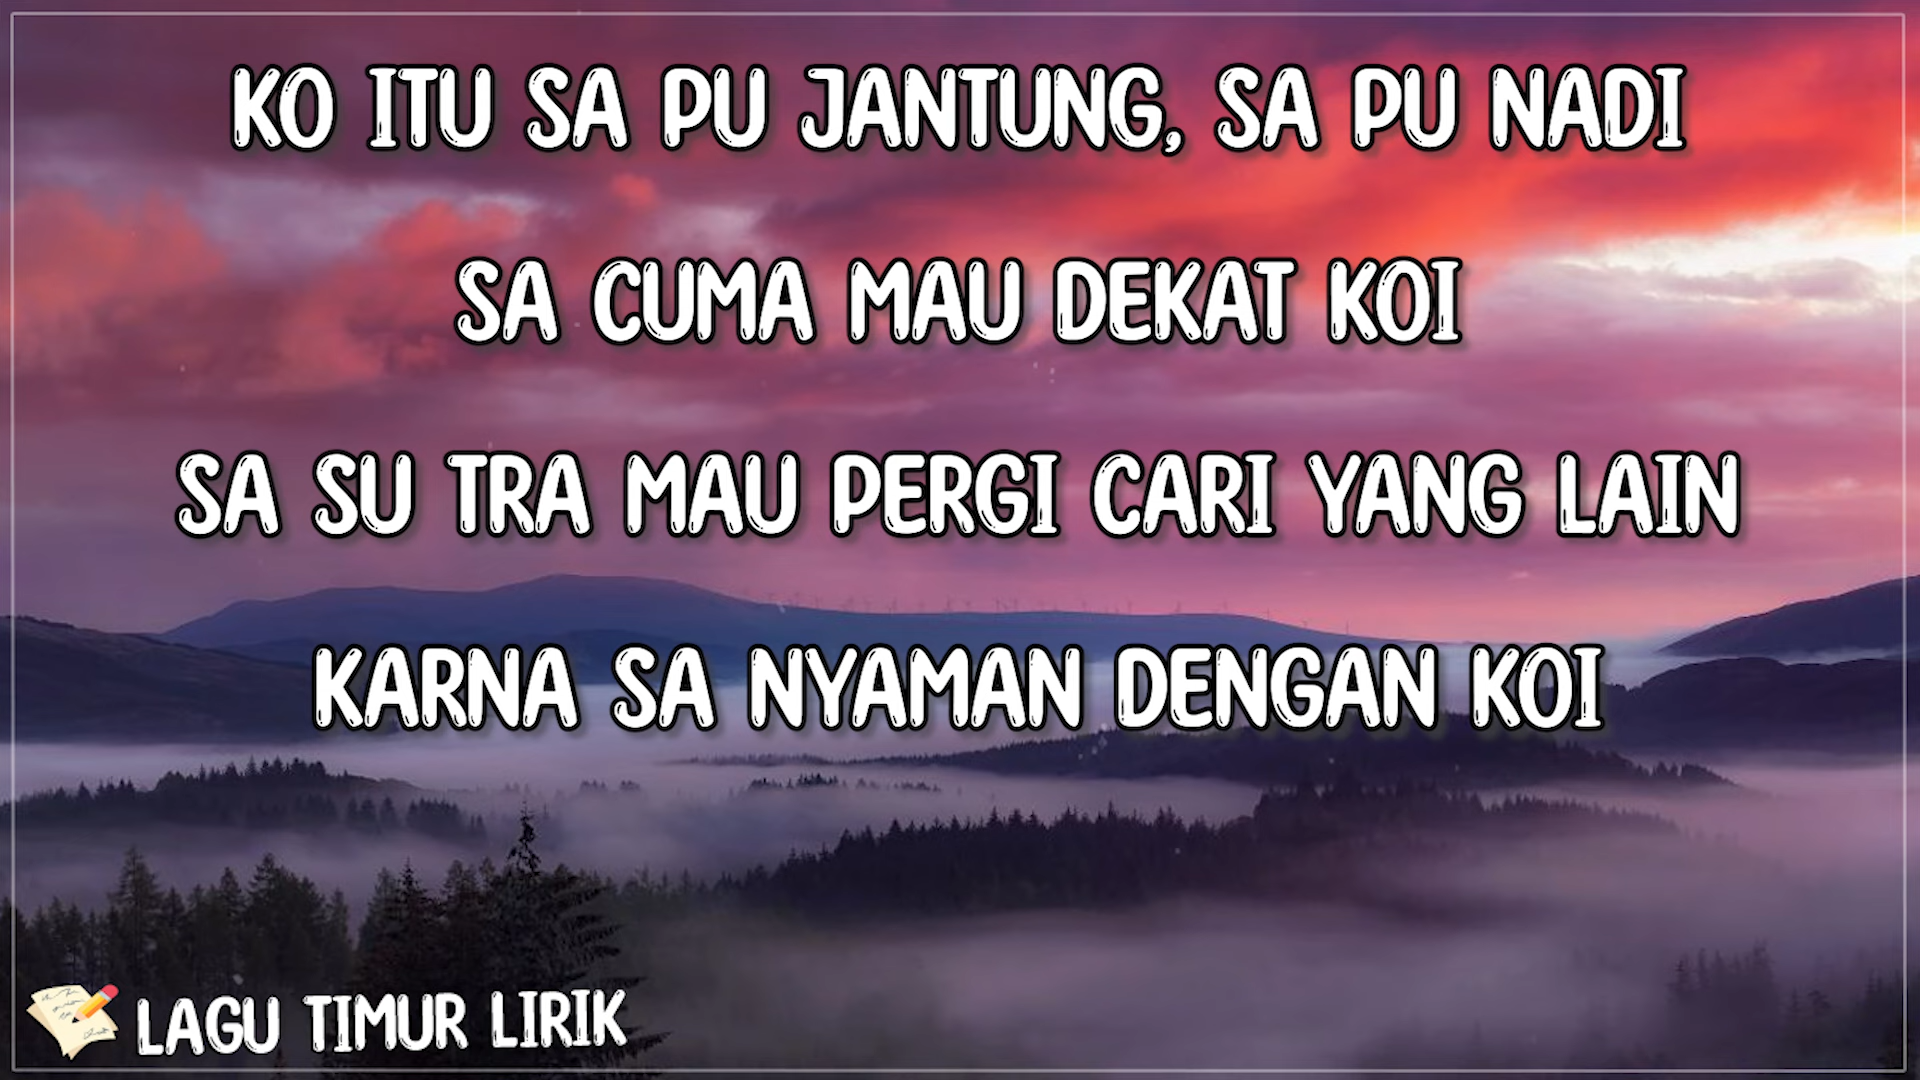 KO ITU SA PU JANTUNG, SA PU NADI
SA CUMA MAU DEKAT KOI
SA SU TRA MAU PERGI CARI YANG LAIN
KARNA SA NYAMAN DENGAN KOI
LAGU TIMUR LIRIK